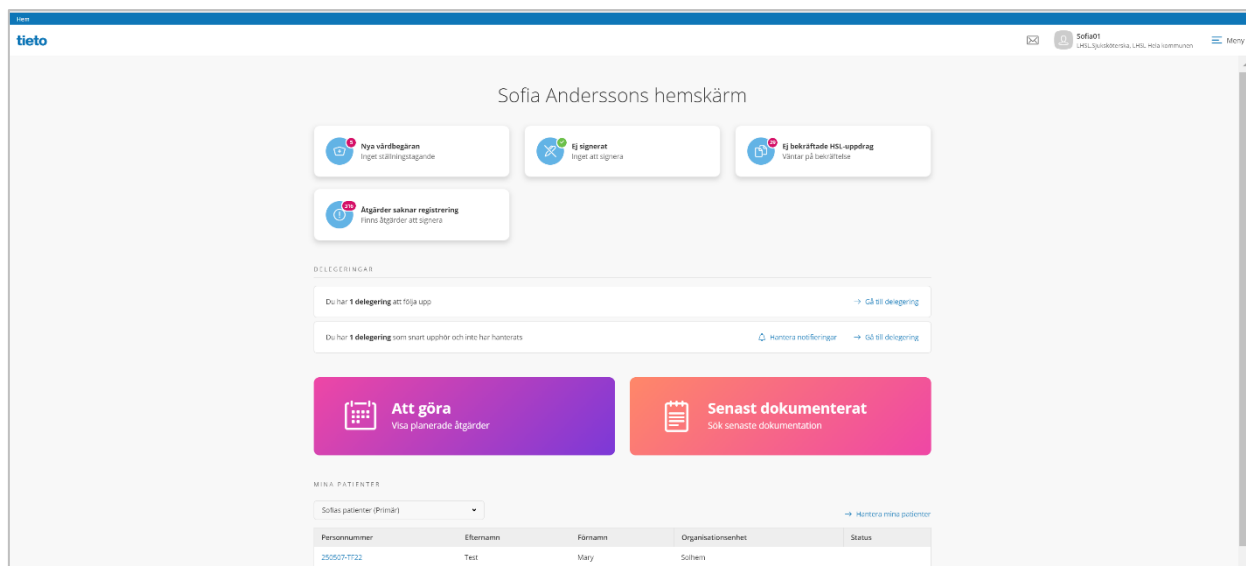 Hem
tieto
Sofia01
LHSL.Sjuksköterska, LHSL Hela kommunen
Meny
Sofia Anderssons hemskärm
5
Nya vårdbegäran
Inget ställningstagande
Ej signerat
Inget att signera
Ej bekräftade HSL-uppdrag
Väntar på bekräftelse
Åtgärder saknar registrering
Finns åtgärder att signera
DELEGERINGAR
Du har 1 delegering att följa upp
Gå till delegering
Du har 1 delegering som snart upphör och inte har hanterats
Hantera notifieringar
Gå till delegering
Att göra
Visa planerade åtgärder
Senast dokumenterat
Sök senaste dokumentation
MINA PATIENTER
Sofias patienter (Primär)
Hantera mina patienter
Personnummer Efternamn Förnamn Organisationsenhet Status
250507-TF22 Test Mary Solhem